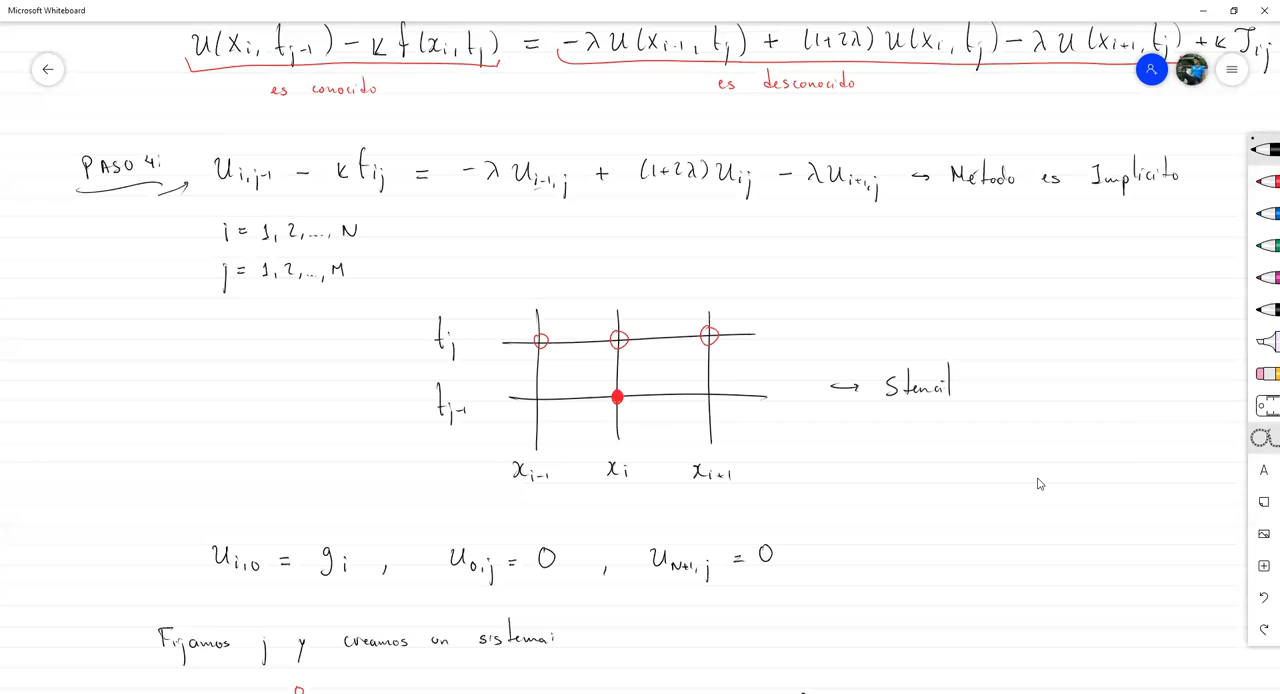 Microsoft Whiteboard
u(xᵢ, tⱼ₋₁) − κ f(xᵢ, tⱼ) = −λ u(xᵢ₋₁, tⱼ) + (1+2λ) u(xᵢ, tⱼ) − λ u(xᵢ₊₁, tⱼ) + κ Tᵢⱼ
es conocido es desconocido
PASO 4: uᵢ,ⱼ₋₁ − κ fᵢⱼ = −λ uᵢ₋₁,ⱼ + (1+2λ) uᵢⱼ − λ uᵢ₊₁,ⱼ → Método es Implícito
i = 1, 2, ..., N
j = 1, 2, ..., M
tⱼ
tⱼ₋₁ ↔ Stencil
xᵢ₋₁ xᵢ xᵢ₊₁
uᵢ,₀ = gᵢ , u₀,ⱼ = 0 , u_N+1,ⱼ = 0
Fijamos j y creamos un sistema:
A